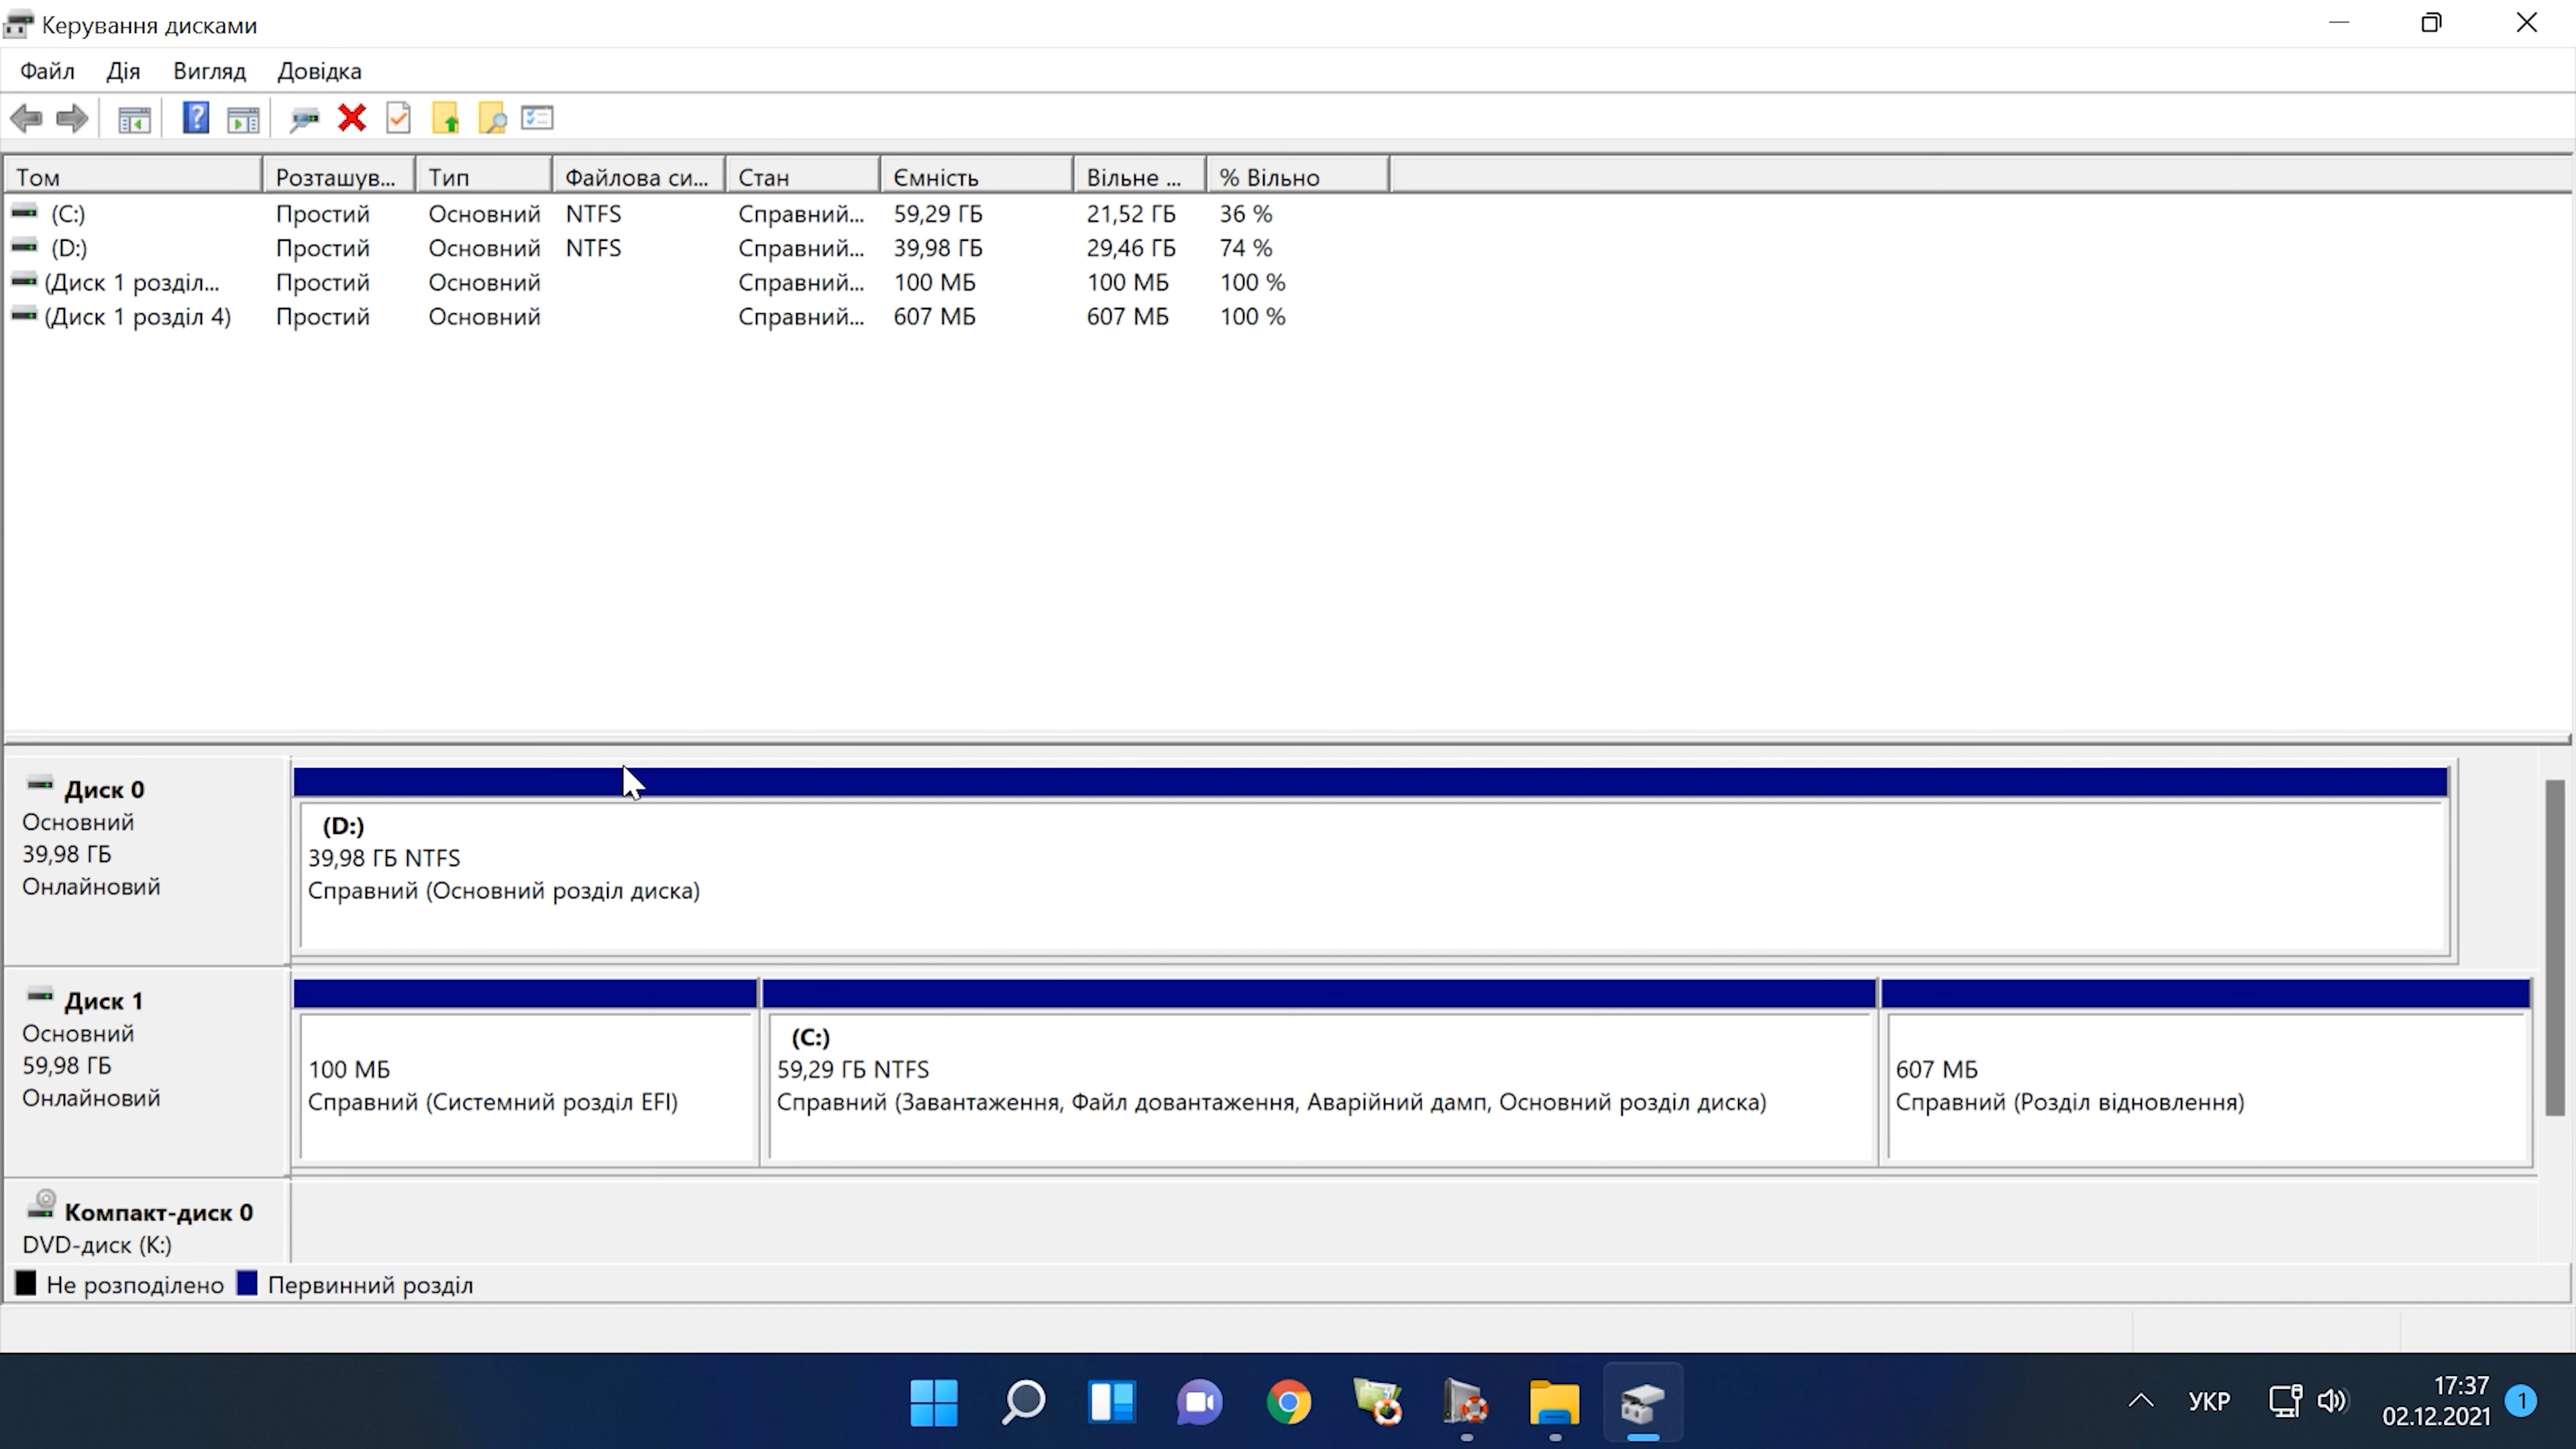 Керування дисками
Файл Дія Вигляд Довідка
Том Розташув... Тип Файлова си... Стан Ємність Вільне ... % Вільно
(C:) Простий Основний NTFS Справний... 59,29 ГБ 21,52 ГБ 36 %
(D:) Простий Основний NTFS Справний... 39,98 ГБ 29,46 ГБ 74 %
(Диск 1 розділ... Простий Основний Справний... 100 МБ 100 МБ 100 %
(Диск 1 розділ 4) Простий Основний Справний... 607 МБ 607 МБ 100 %
Диск 0
Основний
39,98 ГБ
Онлайновий
(D:)
39,98 ГБ NTFS
Справний (Основний розділ диска)
Диск 1
Основний
59,98 ГБ
Онлайновий
100 МБ
Справний (Системний розділ EFI)
(C:)
59,29 ГБ NTFS
Справний (Завантаження, Файл довантаження, Аварійний дамп, Основний розділ диска)
607 МБ
Справний (Розділ відновлення)
Компакт-диск 0
DVD-диск (K:)
Не розподілено Первинний розділ
УКР
17:37
02.12.2021
1